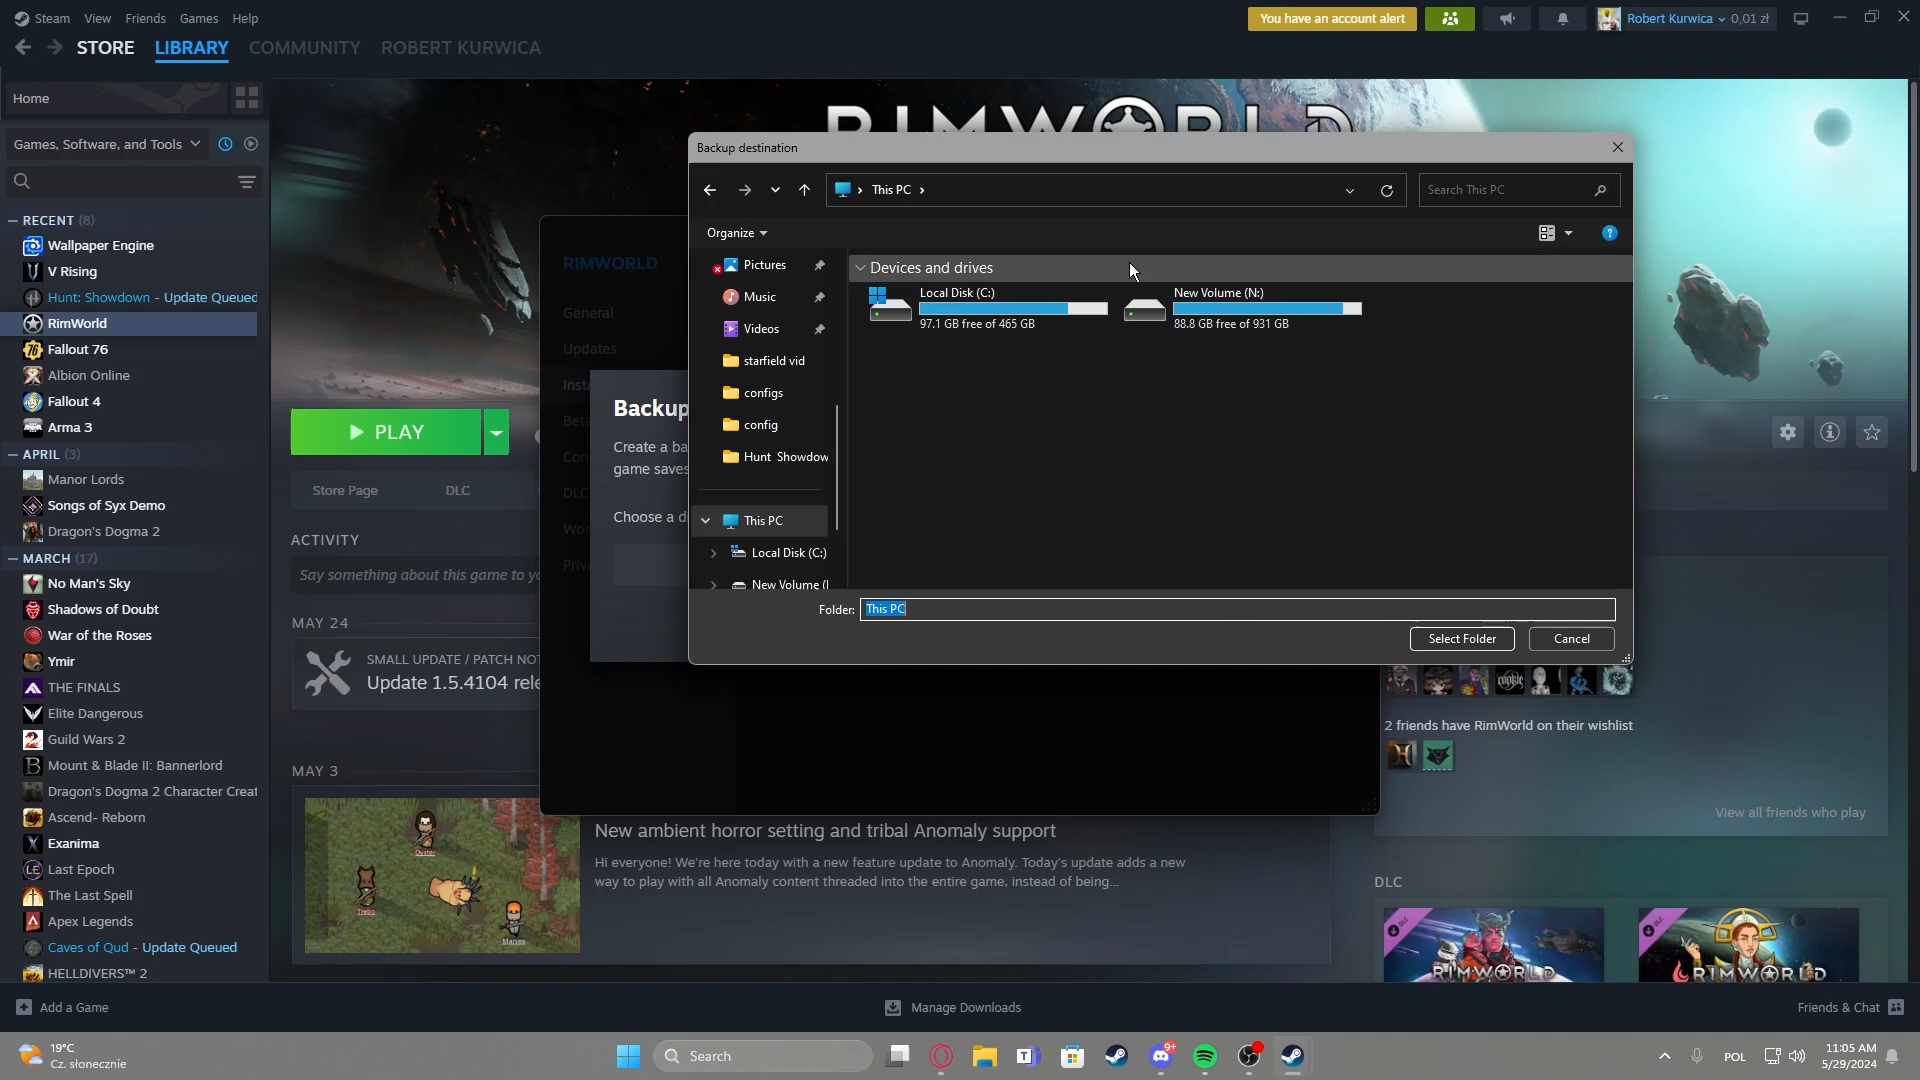 Steam View Friends Games Help
You have an account alert
Robert Kurwica 0,01 zł
STORE LIBRARY COMMUNITY ROBERT KURWICA
Home
Games, Software, and Tools
RECENT (8)
Wallpaper Engine
V Rising
Hunt: Showdown - Update Queued
RimWorld
Fallout 76
Albion Online
Fallout 4
Arma 3
APRIL (3)
Manor Lords
Songs of Syx Demo
Dragon's Dogma 2
MARCH (17)
No Man's Sky
Shadows of Doubt
War of the Roses
Ymir
THE FINALS
Elite Dangerous
Guild Wars 2
Mount & Blade II: Bannerlord
Dragon's Dogma 2 Character Creat
Ascend- Reborn
Exanima
Last Epoch
The Last Spell
Apex Legends
Caves of Qud - Update Queued
HELLDIVERS™ 2
RIMWORLD
PLAY
Store Page DLC
ACTIVITY
Say something about this game to yo
MAY 24
SMALL UPDATE / PATCH NOT
Update 1.5.4104 rele
MAY 3
Oyster
New ambient horror setting and tribal Anomaly support
Hi everyone! We're here today with a new feature update to Anomaly. Today's update adds a new
way to play with all Anomaly content threaded into the entire game, instead of being...
RIMWORLD
General
Updates
Insta
Beta
Con
DLC
Wor
Priva
Backup
Create a ba
game saves
Choose a di
Backup destination
This PC
Search This PC
Organize
Pictures
Music
Videos
starfield vid
configs
config
Hunt Showdow
This PC
Local Disk (C:)
New Volume (I
Devices and drives
Local Disk (C:)
97.1 GB free of 465 GB
New Volume (N:)
88.8 GB free of 931 GB
Folder: This PC
Select Folder Cancel
2 friends have RimWorld on their wishlist
View all friends who play
DLC
DLC
RIMWORLD
DLC
RIMWORLD
Add a Game
Manage Downloads
Friends & Chat
19°C
Cz. słonecznie
Search
9+
POL
11:05 AM
5/29/2024